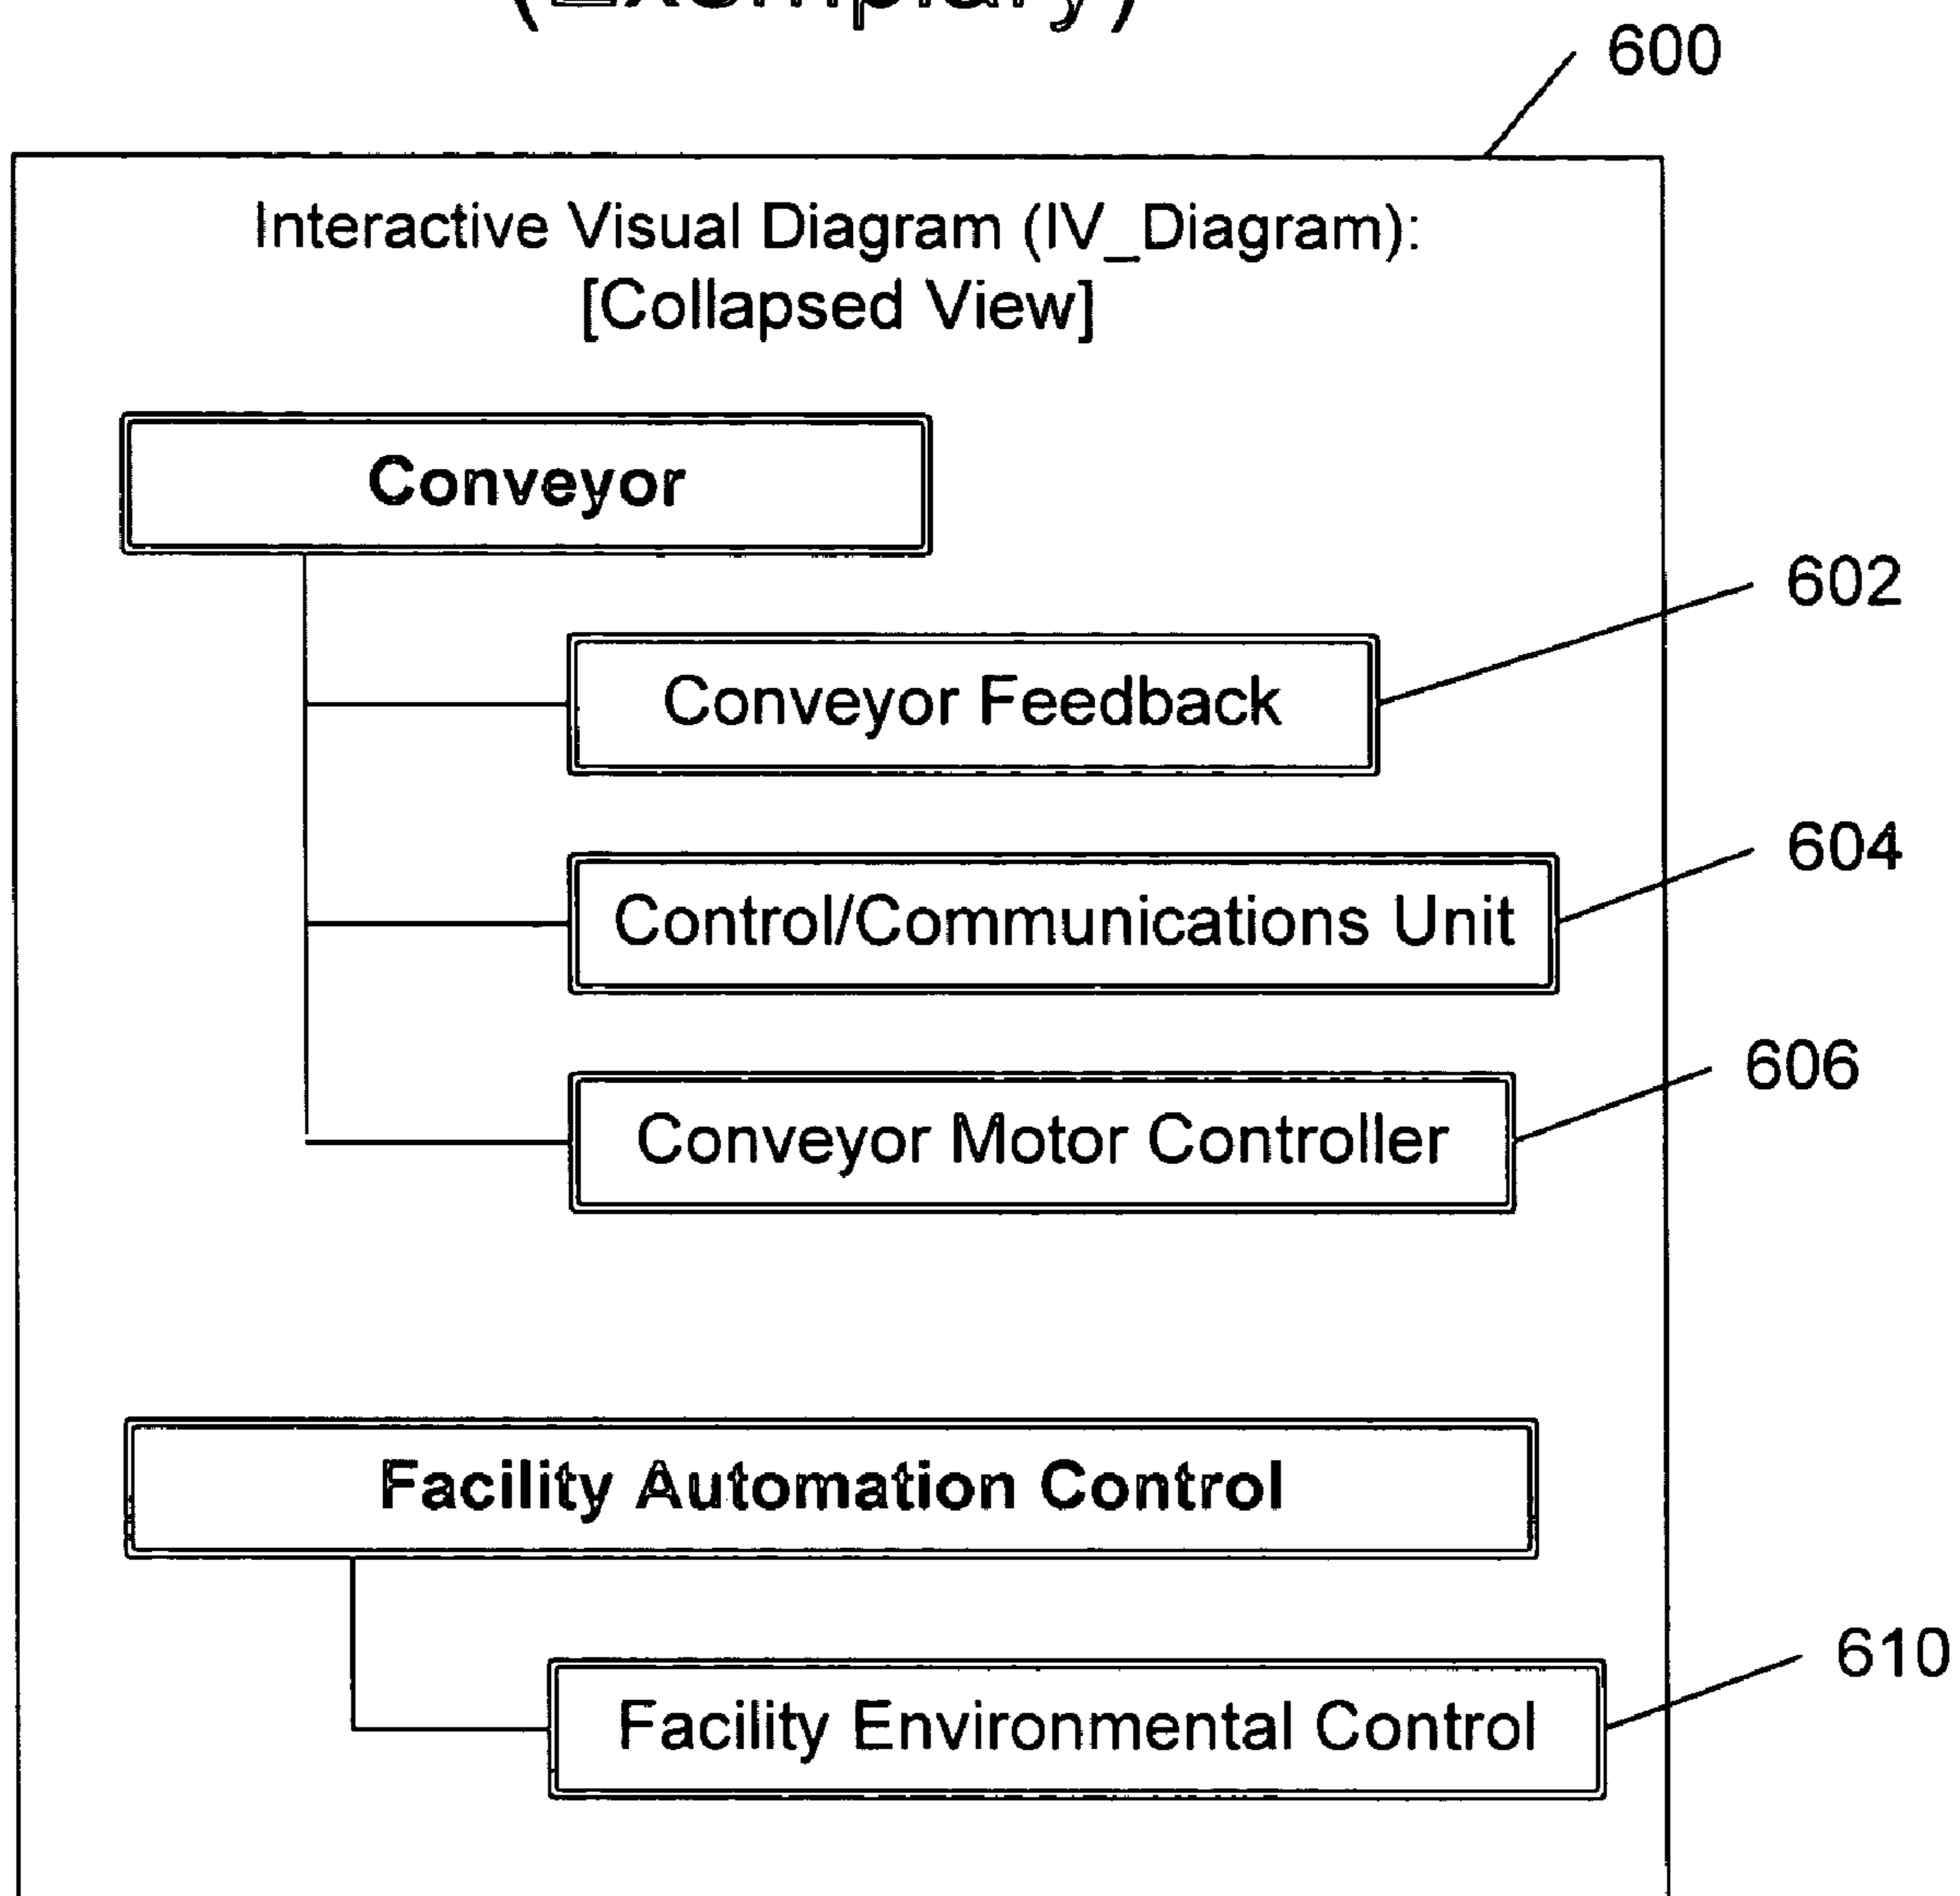 (Exemplary)
600
Interactive Visual Diagram (IV_Diagram):
[Collapsed View]
Conveyor
602
Conveyor Feedback
604
Control/Communications Unit
606
Conveyor Motor Controller
Facility Automation Control
610
Facility Environmental Control